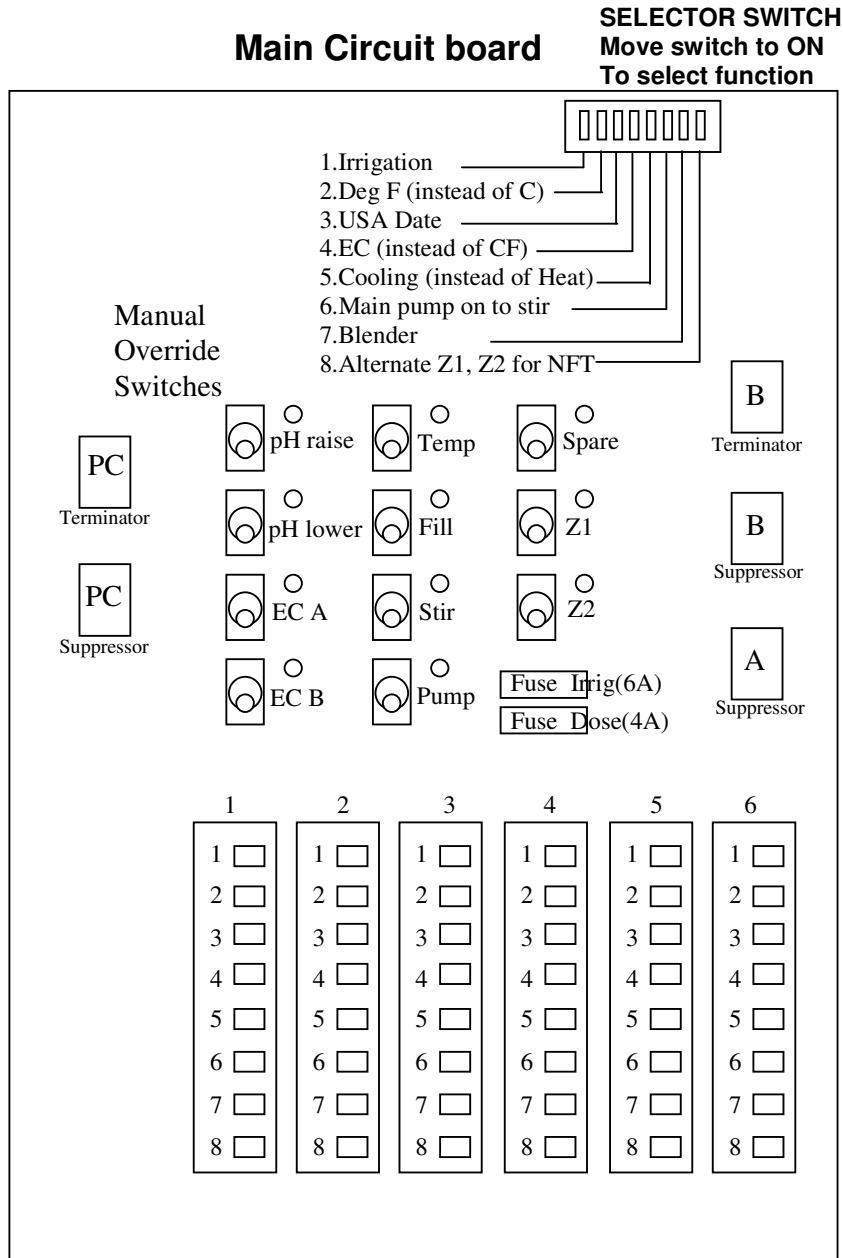 Main Circuit board
SELECTOR SWITCH
Move switch to ON
To select function
1.Irrigation
2.Deg F (instead of C)
3.USA Date
4.EC (instead of CF)
5.Cooling (instead of Heat)
6.Main pump on to stir
7.Blender
8.Alternate Z1, Z2 for NFT
Manual
Override
Switches
PC
Terminator
PC
Suppressor
pH raise
Temp
Spare
pH lower
Fill
Z1
EC A
Stir
Z2
EC B
Pump
Fuse Irrig(6A)
Fuse Dose(4A)
B
Terminator
B
Suppressor
A
Suppressor
1 2 3 4 5 6
1 1 1 1 1 1
2 2 2 2 2 2
3 3 3 3 3 3
4 4 4 4 4 4
5 5 5 5 5 5
6 6 6 6 6 6
7 7 7 7 7 7
8 8 8 8 8 8